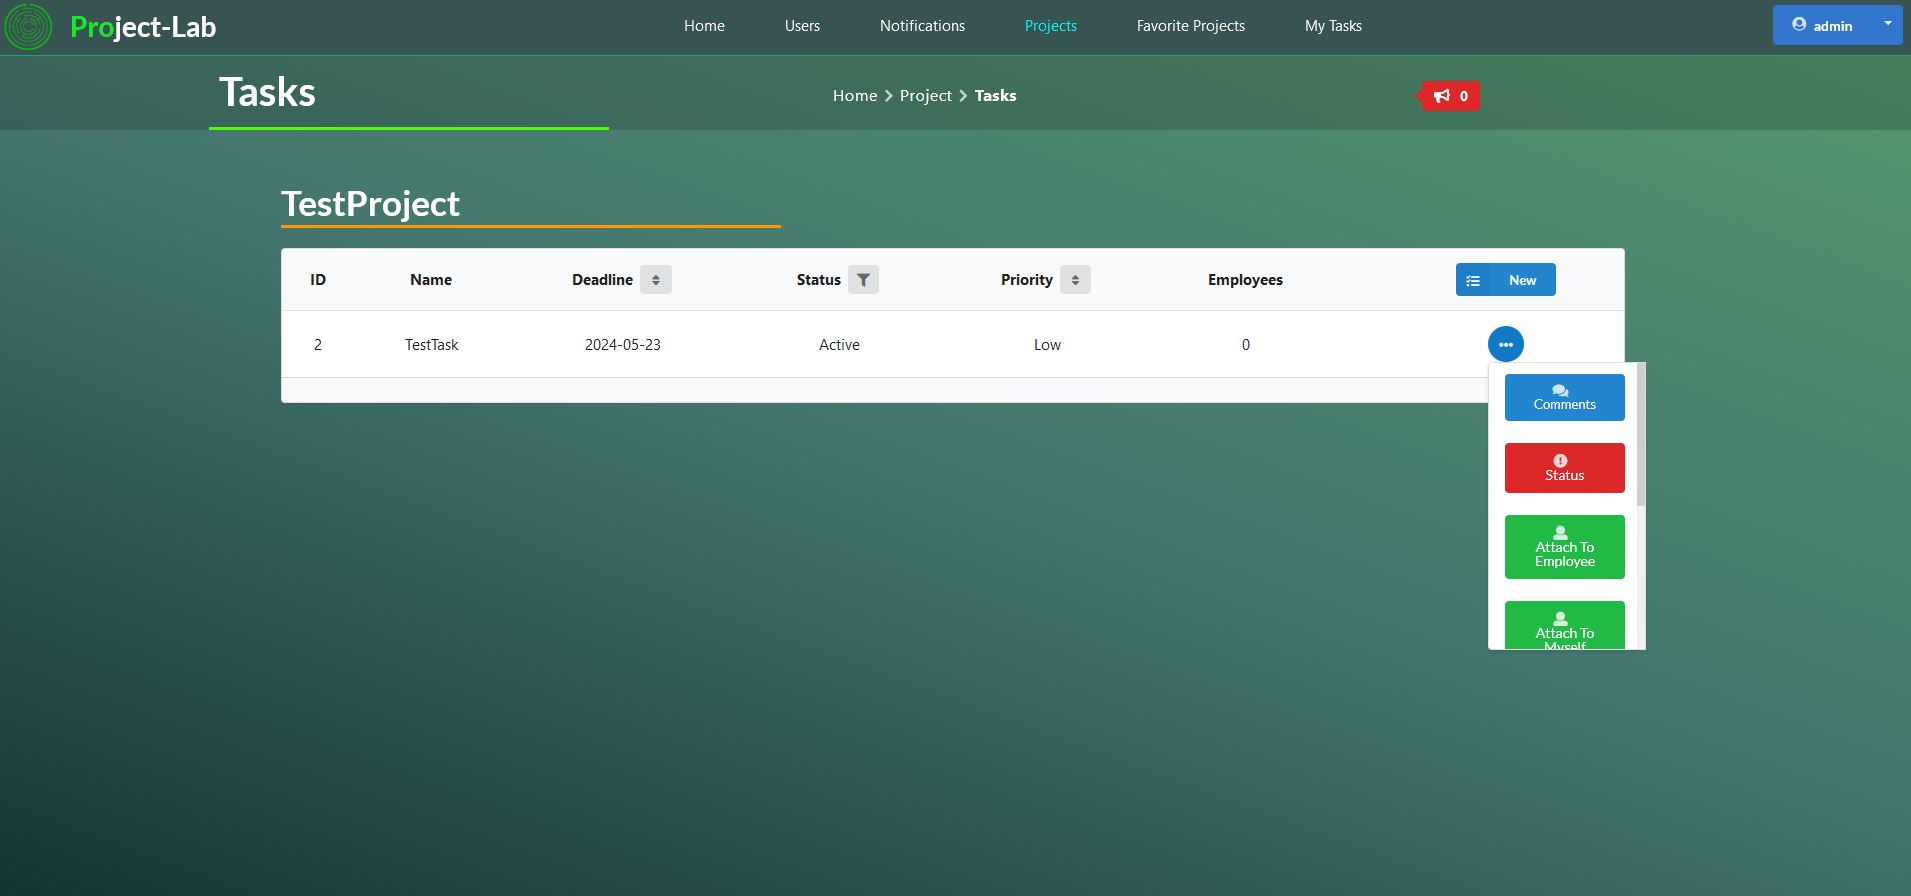 Project-Lab
Home Users Notifications Projects Favorite Projects My Tasks
admin
Tasks
Home Project Tasks
0
TestProject
ID Name Deadline Status Priority Employees New
2 TestTask 2024-05-23 Active Low 0
Comments
Status
Attach To
Employee
Attach To
Myself